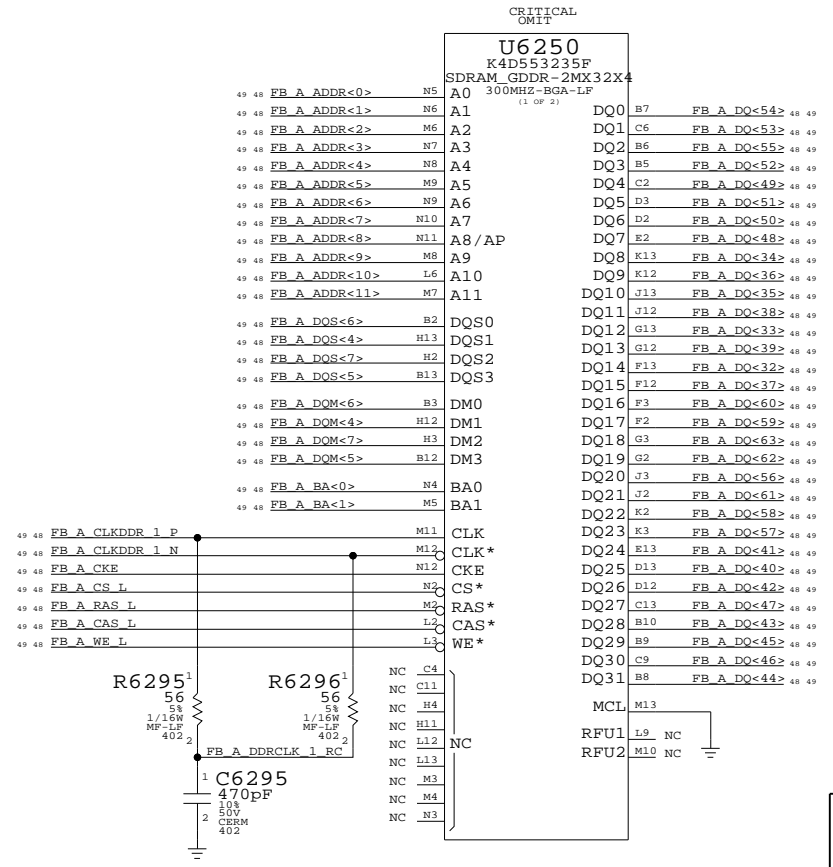 CRITICAL
OMIT
U6250
K4D553235F
SDRAM_GDDR-2MX32X4
300MHZ-BGA-LF
(1 OF 2)
49 48 FB_A_ADDR<0> N5 A0
49 48 FB_A_ADDR<1> N6 A1
49 48 FB_A_ADDR<2> M6 A2
49 48 FB_A_ADDR<3> N7 A3
49 48 FB_A_ADDR<4> N8 A4
49 48 FB_A_ADDR<5> M9 A5
49 48 FB_A_ADDR<6> N9 A6
49 48 FB_A_ADDR<7> N10 A7
49 48 FB_A_ADDR<8> N11 A8/AP
49 48 FB_A_ADDR<9> M8 A9
49 48 FB_A_ADDR<10> L6 A10
49 48 FB_A_ADDR<11> M7 A11
49 48 FB_A_DQS<6> B2 DQS0
49 48 FB_A_DQS<4> H13 DQS1
49 48 FB_A_DQS<7> H2 DQS2
49 48 FB_A_DQS<5> B13 DQS3
49 48 FB_A_DQM<6> B3 DM0
49 48 FB_A_DQM<4> H12 DM1
49 48 FB_A_DQM<7> H3 DM2
49 48 FB_A_DQM<5> B12 DM3
49 48 FB_A_BA<0> N4 BA0
49 48 FB_A_BA<1> M5 BA1
49 48 FB_A_CLKDDR_1_P M11 CLK
49 48 FB_A_CLKDDR_1_N M12 CLK*
49 48 FB_A_CKE N12 CKE
49 48 FB_A_CS_L N2 CS*
49 48 FB_A_RAS_L M2 RAS*
49 48 FB_A_CAS_L L2 CAS*
49 48 FB_A_WE_L L3 WE*
DQ0 B7 FB_A_DQ<54> 48 49
DQ1 C6 FB_A_DQ<53> 48 49
DQ2 B6 FB_A_DQ<55> 48 49
DQ3 B5 FB_A_DQ<52> 48 49
DQ4 C2 FB_A_DQ<49> 48 49
DQ5 D3 FB_A_DQ<51> 48 49
DQ6 D2 FB_A_DQ<50> 48 49
DQ7 E2 FB_A_DQ<48> 48 49
DQ8 K13 FB_A_DQ<34> 48 49
DQ9 K12 FB_A_DQ<36> 48 49
DQ10 J13 FB_A_DQ<35> 48 49
DQ11 J12 FB_A_DQ<38> 48 49
DQ12 G13 FB_A_DQ<33> 48 49
DQ13 G12 FB_A_DQ<39> 48 49
DQ14 F13 FB_A_DQ<32> 48 49
DQ15 F12 FB_A_DQ<37> 48 49
DQ16 F3 FB_A_DQ<60> 48 49
DQ17 F2 FB_A_DQ<59> 48 49
DQ18 G3 FB_A_DQ<63> 48 49
DQ19 G2 FB_A_DQ<62> 48 49
DQ20 J3 FB_A_DQ<56> 48 49
DQ21 J2 FB_A_DQ<61> 48 49
DQ22 K2 FB_A_DQ<58> 48 49
DQ23 K3 FB_A_DQ<57> 48 49
DQ24 E13 FB_A_DQ<41> 48 49
DQ25 D13 FB_A_DQ<40> 48 49
DQ26 D12 FB_A_DQ<42> 48 49
DQ27 C13 FB_A_DQ<47> 48 49
DQ28 B10 FB_A_DQ<43> 48 49
DQ29 B9 FB_A_DQ<45> 48 49
DQ30 C9 FB_A_DQ<46> 48 49
DQ31 B8 FB_A_DQ<44> 48 49
MCL M13
RFU1 L9 NC
RFU2 M10 NC
NC C4
NC C11
NC H4
NC H11
NC L12 NC
NC L13
NC M3
NC M4
NC N3
R6295 1
56
5%
1/16W
MF-LF
402 2
R6296 1
56
5%
1/16W
MF-LF
402 2
FB_A_DDRCLK_1_RC
1 C6295
470pF
10%
50V
2 CERM
402